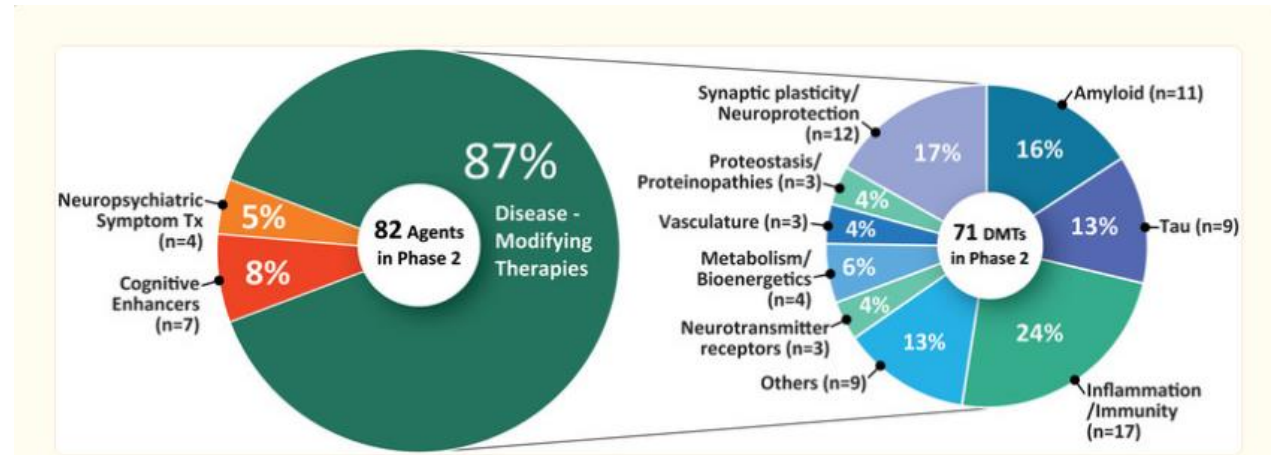 87%
Disease -
Modifying
Therapies
Neuropsychiatric
Symptom Tx
(n=4)
5%
82 Agents
in Phase 2
8%
Cognitive
Enhancers
(n=7)
Synaptic plasticity/
Neuroprotection
(n=12)
17%
16%
Amyloid (n=11)
Proteostasis/
Proteinopathies (n=3)
4%
Vasculature (n=3)
4%
71 DMTs
in Phase 2
13%
Tau (n=9)
Metabolism/
Bioenergetics
(n=4)
6%
Neurotransmitter
receptors (n=3)
4%
24%
Others (n=9)
13%
Inflammation
/Immunity
(n=17)